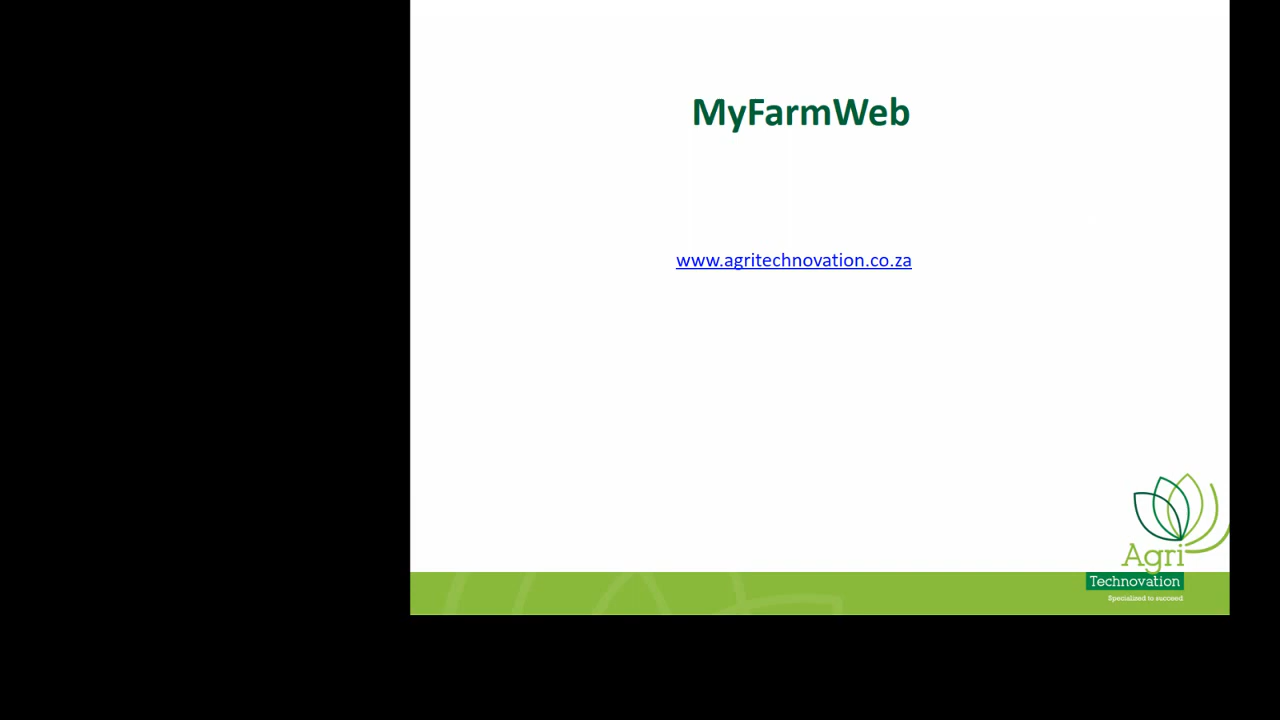 MyFarmWeb
www.agritechnovation.co.za
Agri
Technovation
Specialized to succeed